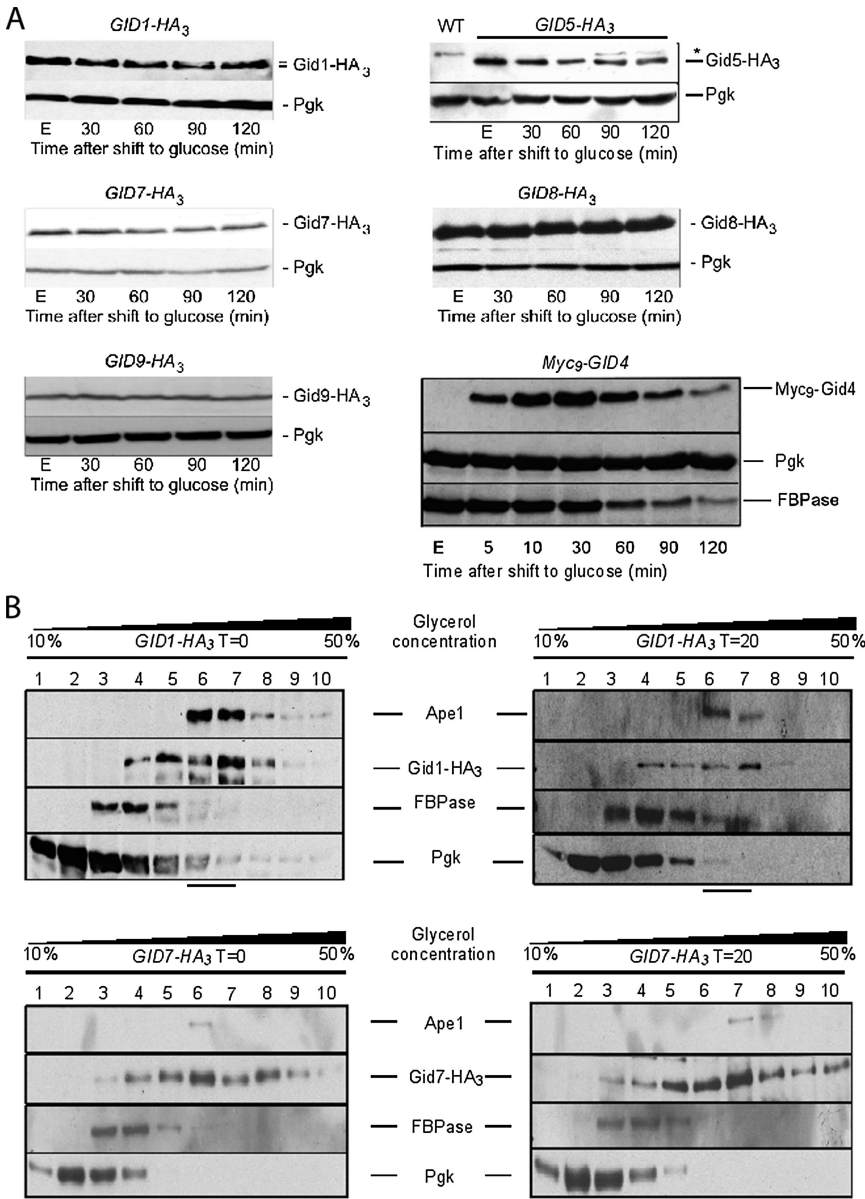 A
GID1-HA3
= Gid1-HA3
- Pgk
E 30 60 90 120
Time after shift to glucose (min)
WT GID5-HA3
*
Gid5-HA3
Pgk
E 30 60 90 120
Time after shift to glucose (min)
GID7-HA3
- Gid7-HA3
- Pgk
E 30 60 90 120
Time after shift to glucose (min)
GID8-HA3
- Gid8-HA3
- Pgk
E 30 60 90 120
Time after shift to glucose (min)
GID9-HA3
- Gid9-HA3
- Pgk
E 30 60 90 120
Time after shift to glucose (min)
Myc9-GID4
Myc9-Gid4
Pgk
FBPase
E 5 10 30 60 90 120
Time after shift to glucose (min)
B
10% GID1-HA3 T=0 50%
Glycerol
concentration
10% GID1-HA3 T=20 50%
1 2 3 4 5 6 7 8 9 10
1 2 3 4 5 6 7 8 9 10
Ape1
Gid1-HA3
FBPase
Pgk
10% GID7-HA3 T=0 50%
Glycerol
concentration
10% GID7-HA3 T=20 50%
1 2 3 4 5 6 7 8 9 10
1 2 3 4 5 6 7 8 9 10
Ape1
Gid7-HA3
FBPase
Pgk